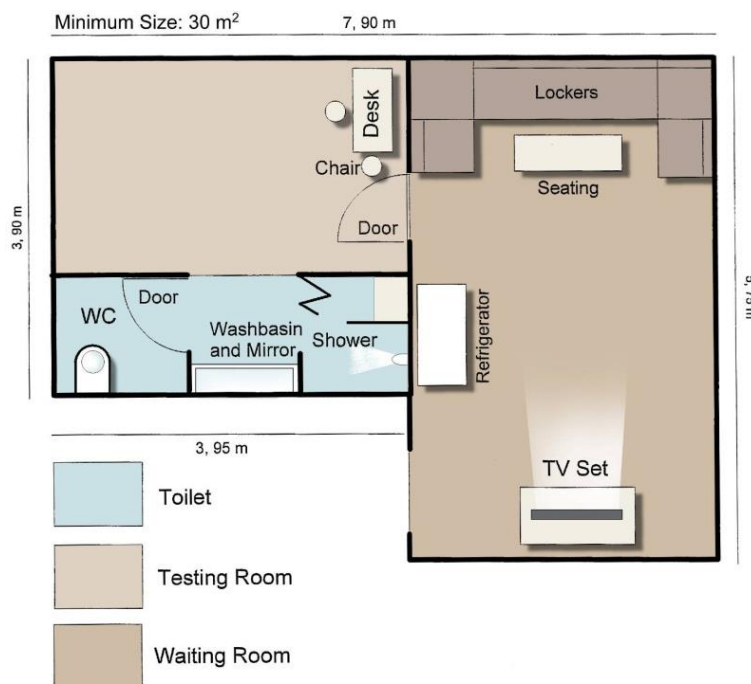 Minimum Size: 30 m²
7, 90 m
Desk
Lockers
Chair
Seating
Door
3, 90 m
Door
WC
Washbasin
and Mirror
Shower
Refrigerator
3, 95 m
TV Set
Toilet
Testing Room
Waiting Room